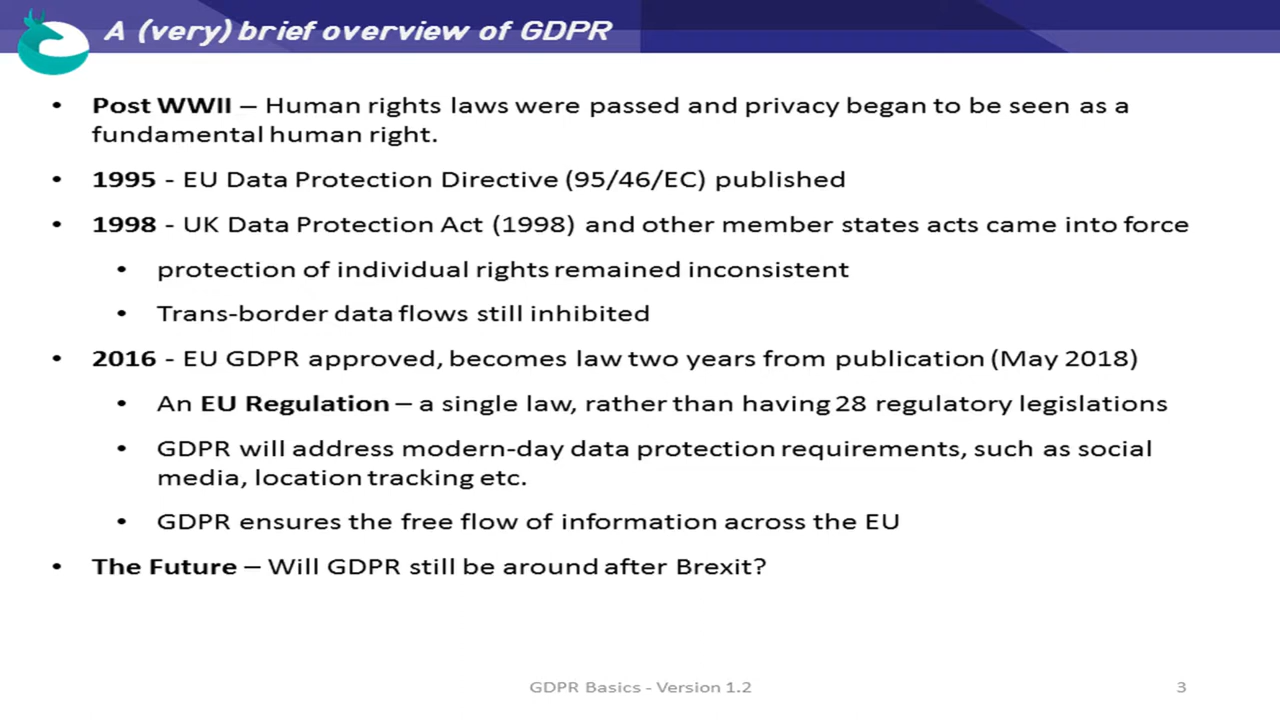 A (very) brief overview of GDPR
• Post WWII – Human rights laws were passed and privacy began to be seen as a
fundamental human right.
• 1995 - EU Data Protection Directive (95/46/EC) published
• 1998 - UK Data Protection Act (1998) and other member states acts came into force
• protection of individual rights remained inconsistent
• Trans-border data flows still inhibited
• 2016 - EU GDPR approved, becomes law two years from publication (May 2018)
• An EU Regulation – a single law, rather than having 28 regulatory legislations
• GDPR will address modern-day data protection requirements, such as social
media, location tracking etc.
• GDPR ensures the free flow of information across the EU
• The Future – Will GDPR still be around after Brexit?
GDPR Basics - Version 1.2
3